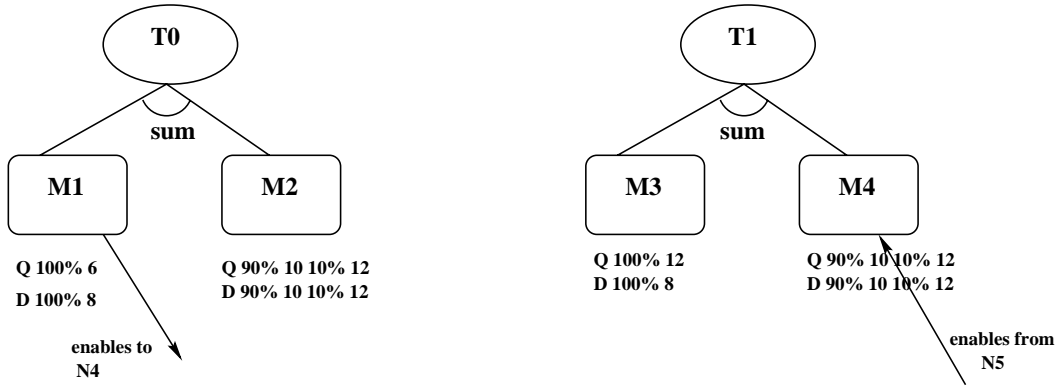 T0
T1
sum
sum
M1
M2
M3
M4
Q 100% 6
D 100% 8
Q 90% 10 10% 12
D 90% 10 10% 12
Q 100% 12
D 100% 8
Q 90% 10 10% 12
D 90% 10 10% 12
enables to
N4
enables from
N5